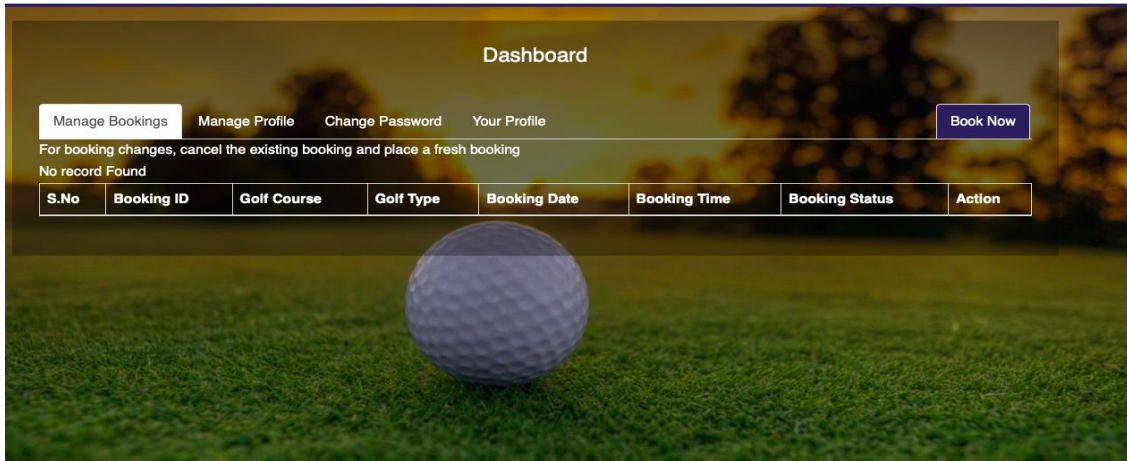 Dashboard
Manage Bookings Manage Profile Change Password Your Profile Book Now
For booking changes, cancel the existing booking and place a fresh booking
No record Found
S.No Booking ID Golf Course Golf Type Booking Date Booking Time Booking Status Action